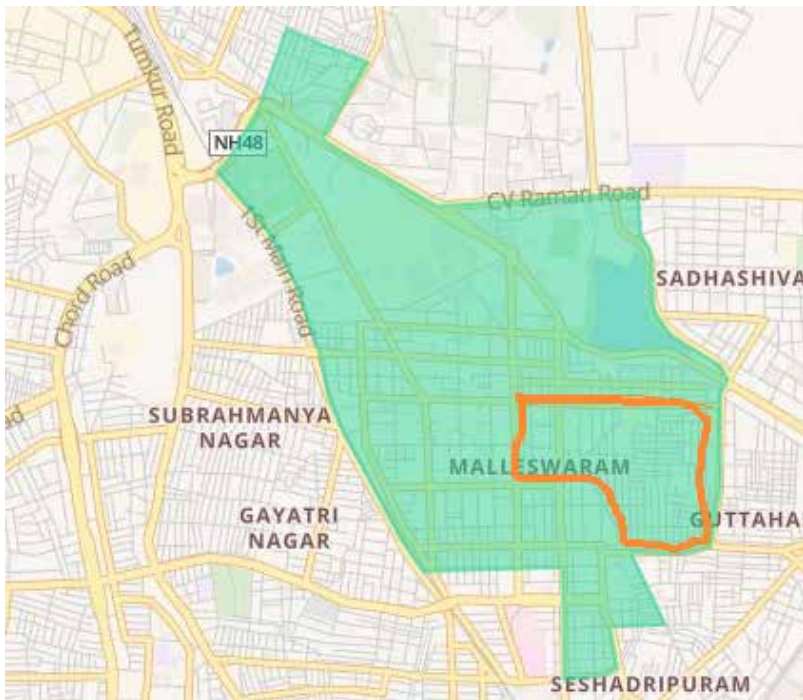 Tumkur Road
NH48
CV Raman Road
1St Main Road
SADHASHIVA
Chord Road
ad
SUBRAHMANYA
NAGAR
MALLESWARAM
GAYATRI
NAGAR
GUTTAHA
SESHADRIPURAM